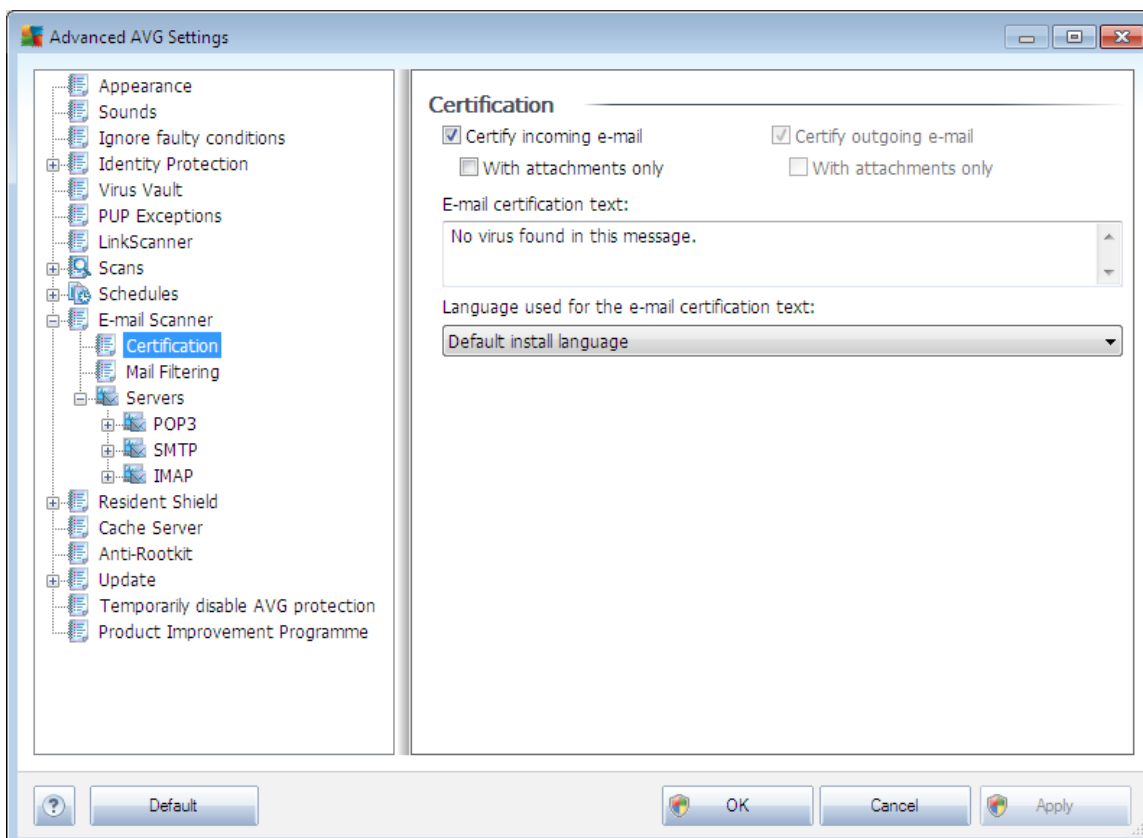 Advanced AVG Settings
Appearance
Sounds
Ignore faulty conditions
Identity Protection
Virus Vault
PUP Exceptions
LinkScanner
Scans
Schedules
E-mail Scanner
Certification
Mail Filtering
Servers
POP3
SMTP
IMAP
Resident Shield
Cache Server
Anti-Rootkit
Update
Temporarily disable AVG protection
Product Improvement Programme
Certification
Certify incoming e-mail
Certify outgoing e-mail
With attachments only
With attachments only
E-mail certification text:
No virus found in this message.
Language used for the e-mail certification text:
Default install language
?
Default
OK
Cancel
Apply